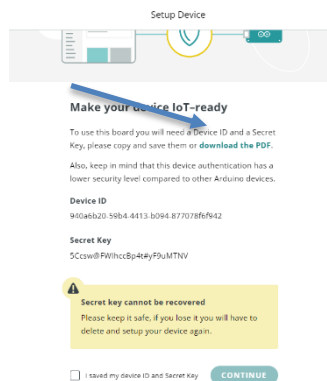 Setup Device
Make your device IoT-ready
To use this board you will need a Device ID and a Secret
Key, please copy and save them or download the PDF.
Also, keep in mind that this device authentication has a
lower security level compared to other Arduino devices.
Device ID
940a6b20-59b4-4413-b094-877078f6f942
Secret Key
5Ccsw@FWIhccBp4t#yF9uMTNV
Secret key cannot be recovered
Please keep it safe, if you lose it you will have to
delete and setup your device again.
I saved my device ID and Secret Key
CONTINUE